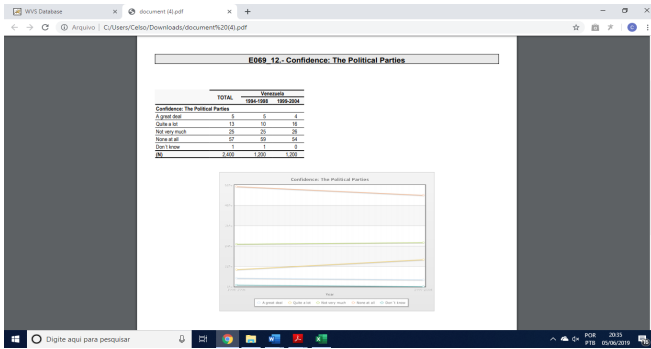 WVS Database × document (4).pdf × +
Arquivo | C:/Users/Celso/Downloads/document%20(4).pdf
E069_12.- Confidence: The Political Parties
TOTAL Venezuela
1994-1998 1999-2004
Confidence: The Political Parties
A great deal 5 5 4
Quite a lot 13 10 16
Not very much 25 25 26
None at all 57 59 54
Don´t know 1 1 0
(N) 2,400 1,200 1,200
Confidence: The Political Parties
Year
A great deal Quite a lot Not very much None at all Don´t know
Digite aqui para pesquisar
POR 20:35
PTB 05/06/2019